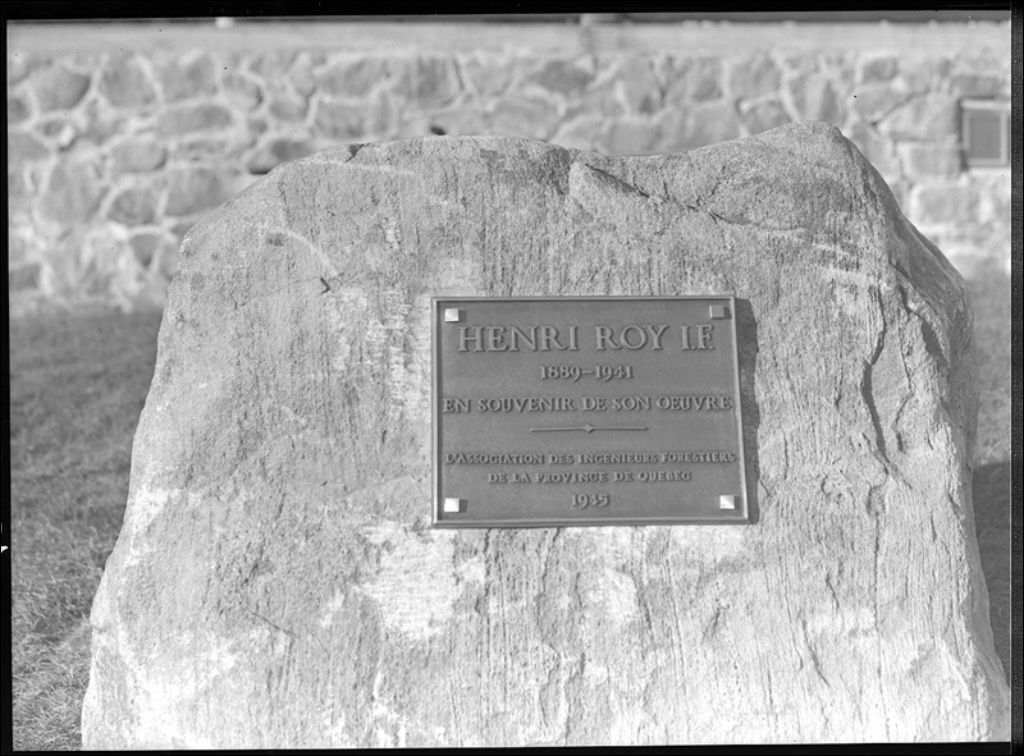 HENRI ROY I.F.
1889-1941
EN SOUVENIR DE SON OEUVRE
L'ASSOCIATION DES INGENIEURS FORESTIERS
DE LA PROVINCE DE QUEBEC
1945